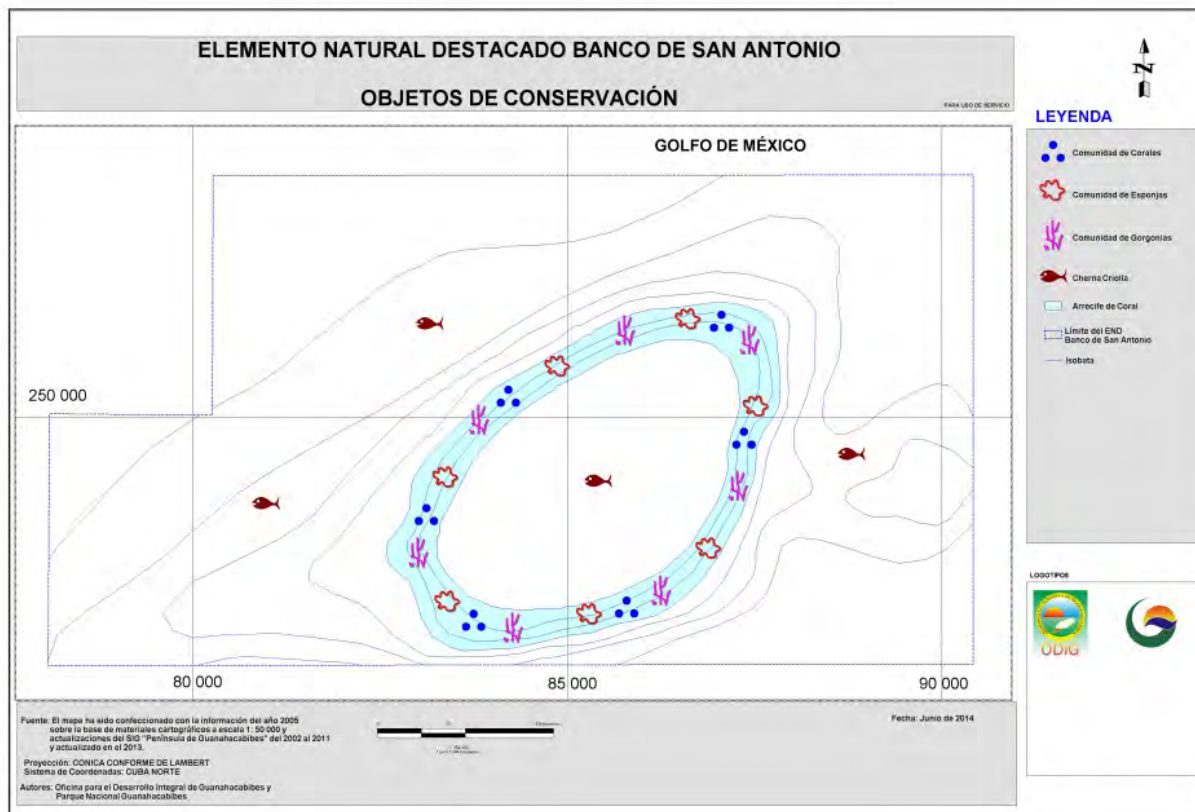 ELEMENTO NATURAL DESTACADO BANCO DE SAN ANTONIO
OBJETOS DE CONSERVACIÓN
PARA USO DE SERVICIO
N
GOLFO DE MÉXICO
250 000
80 000
85 000
90 000
LEYENDA
Comunidad de Corales
Comunidad de Esponjas
Comunidad de Gorgonias
Cherna Criolla
Arrecife de Coral
Límite del END
Banco de San Antonio
Isobata
LOGOTIPOS
ODIG
Fuente: El mapa ha sido confeccionado con la información del año 2005
sobre la base de materiales cartográficos a escala 1: 50 000 y
actualizaciones del SIG "Península de Guanahacabibes" del 2002 al 2011
y actualizado en el 2013.
Proyección: CONICA CONFORME DE LAMBERT
Sistema de Coordenadas: CUBA NORTE
Autores: Oficina para el Desarrollo Integral de Guanahacabibes y
Parque Nacional Guanahacabibes
Fecha: Junio de 2014